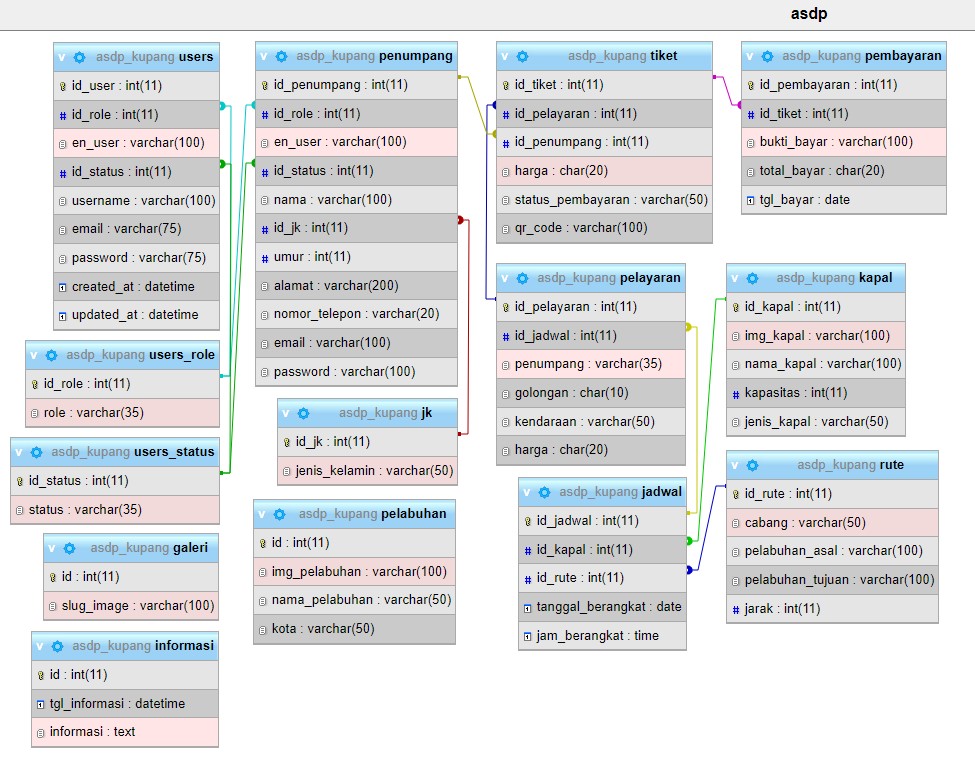 asdp
v asdp_kupang users
id_user : int(11)
# id_role : int(11)
en_user : varchar(100)
# id_status : int(11)
username : varchar(100)
email : varchar(75)
password : varchar(75)
created_at : datetime
updated_at : datetime
v asdp_kupang penumpang
id_penumpang : int(11)
# id_role : int(11)
en_user : varchar(100)
# id_status : int(11)
nama : varchar(100)
# id_jk : int(11)
# umur : int(11)
alamat : varchar(200)
nomor_telepon : varchar(20)
email : varchar(100)
password : varchar(100)
v asdp_kupang tiket
id_tiket : int(11)
# id_pelayaran : int(11)
# id_penumpang : int(11)
harga : char(20)
status_pembayaran : varchar(50)
qr_code : varchar(100)
v asdp_kupang pembayaran
id_pembayaran : int(11)
# id_tiket : int(11)
bukti_bayar : varchar(100)
total_bayar : char(20)
tgl_bayar : date
v asdp_kupang users_role
id_role : int(11)
role : varchar(35)
v asdp_kupang users_status
id_status : int(11)
status : varchar(35)
v asdp_kupang galeri
id : int(11)
slug_image : varchar(100)
v asdp_kupang informasi
id : int(11)
tgl_informasi : datetime
informasi : text
v asdp_kupang jk
id_jk : int(11)
jenis_kelamin : varchar(50)
v asdp_kupang pelabuhan
id : int(11)
img_pelabuhan : varchar(100)
nama_pelabuhan : varchar(50)
kota : varchar(50)
v asdp_kupang pelayaran
id_pelayaran : int(11)
# id_jadwal : int(11)
penumpang : varchar(35)
golongan : char(10)
kendaraan : varchar(50)
harga : char(20)
v asdp_kupang jadwal
id_jadwal : int(11)
# id_kapal : int(11)
# id_rute : int(11)
tanggal_berangkat : date
jam_berangkat : time
v asdp_kupang kapal
id_kapal : int(11)
img_kapal : varchar(100)
nama_kapal : varchar(100)
# kapasitas : int(11)
jenis_kapal : varchar(50)
v asdp_kupang rute
id_rute : int(11)
cabang : varchar(50)
pelabuhan_asal : varchar(100)
pelabuhan_tujuan : varchar(100)
# jarak : int(11)